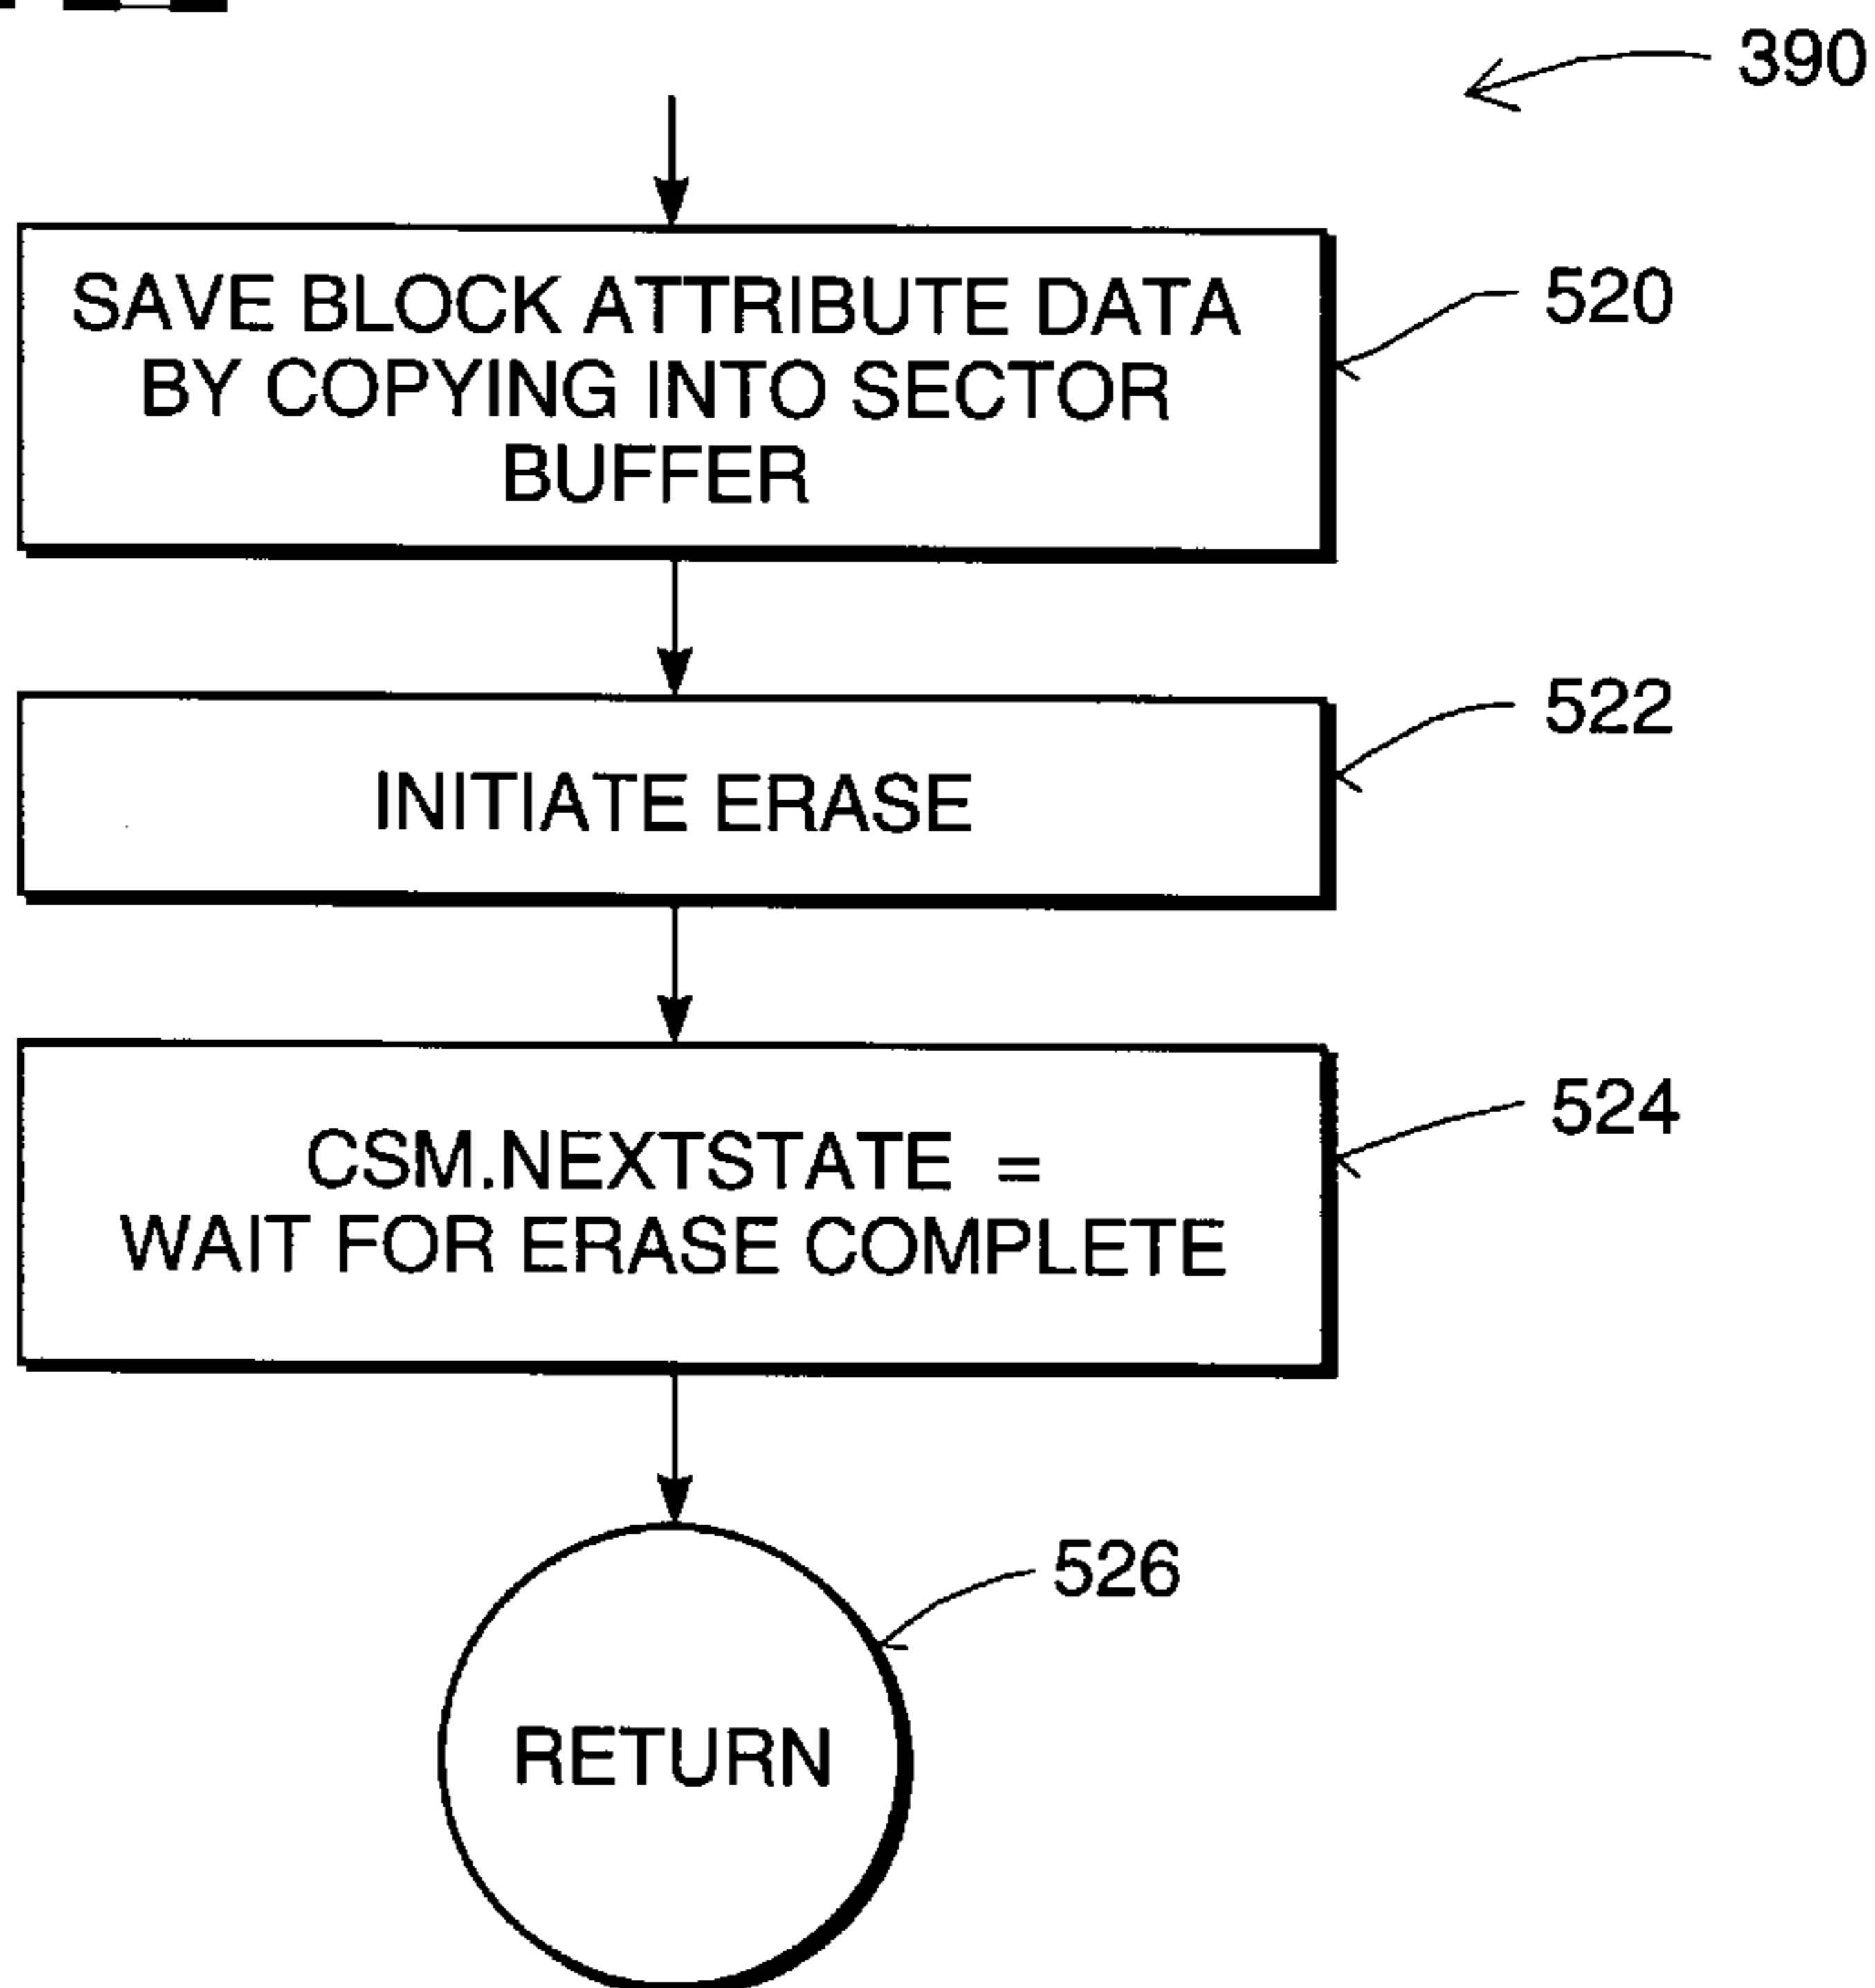 390
SAVE BLOCK ATTRIBUTE DATA
BY COPYING INTO SECTOR
BUFFER
520
INITIATE ERASE
522
CSM.NEXTSTATE =
WAIT FOR ERASE COMPLETE
524
526
RETURN